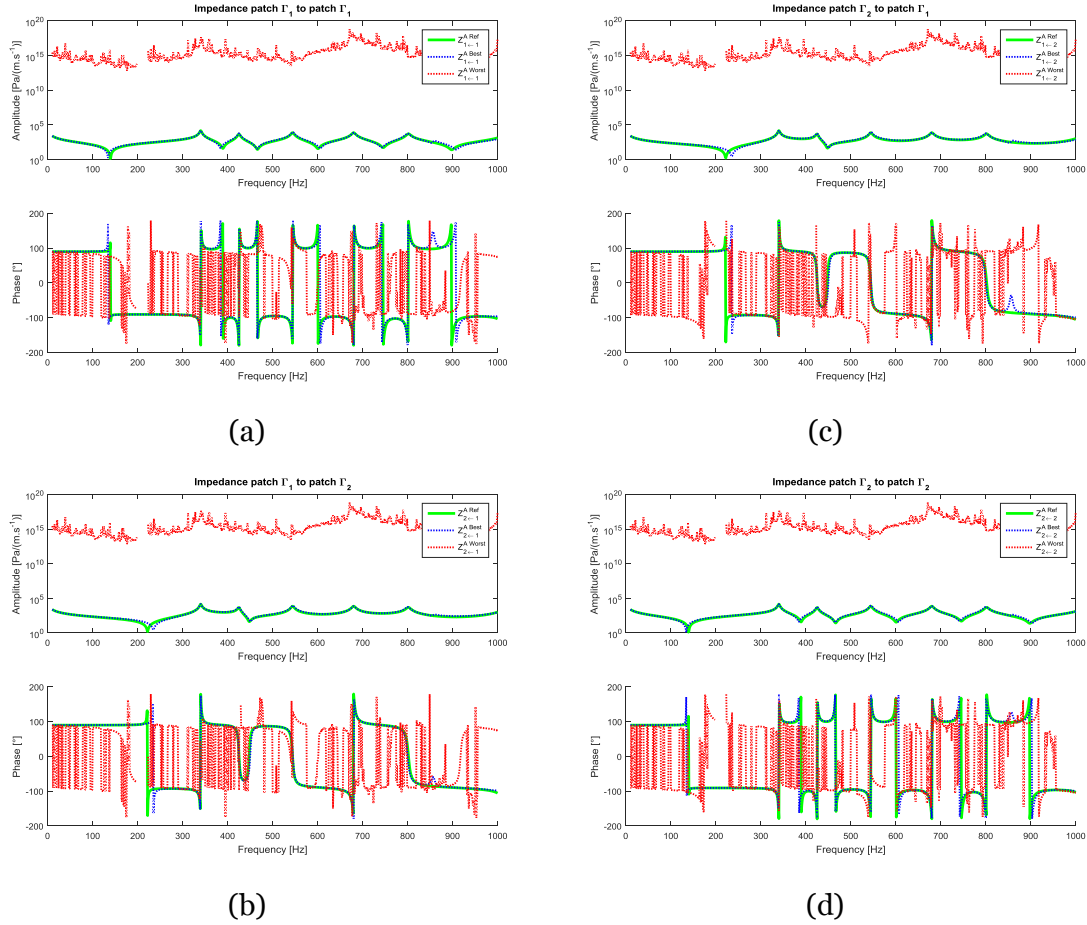 Impedance patch Γ1 to patch Γ1
Amplitude [Pa/(m.s-1)]
10^20
10^15
10^10
10^5
10^0
0 100 200 300 400 500 600 700 800 900 1000
Frequency [Hz]
Z A Ref 1← 1
Z A Best 1← 1
Z A Worst 1← 1
Phase [°]
200
100
0
-100
-200
0 100 200 300 400 500 600 700 800 900 1000
Frequency [Hz]
(a)
Impedance patch Γ2 to patch Γ1
Amplitude [Pa/(m.s-1)]
10^20
10^15
10^10
10^5
10^0
0 100 200 300 400 500 600 700 800 900 1000
Frequency [Hz]
Z A Ref 1← 2
Z A Best 1← 2
Z A Worst 1← 2
Phase [°]
200
100
0
-100
-200
0 100 200 300 400 500 600 700 800 900 1000
Frequency [Hz]
(c)
Impedance patch Γ1 to patch Γ2
Amplitude [Pa/(m.s-1)]
10^20
10^15
10^10
10^5
10^0
0 100 200 300 400 500 600 700 800 900 1000
Frequency [Hz]
Z A Ref 2← 1
Z A Best 2← 1
Z A Worst 2← 1
Phase [°]
200
100
0
-100
-200
0 100 200 300 400 500 600 700 800 900 1000
Frequency [Hz]
(b)
Impedance patch Γ2 to patch Γ2
Amplitude [Pa/(m.s-1)]
10^20
10^15
10^10
10^5
10^0
0 100 200 300 400 500 600 700 800 900 1000
Frequency [Hz]
Z A Ref 2← 2
Z A Best 2← 2
Z A Worst 2← 2
Phase [°]
200
100
0
-100
-200
0 100 200 300 400 500 600 700 800 900 1000
Frequency [Hz]
(d)